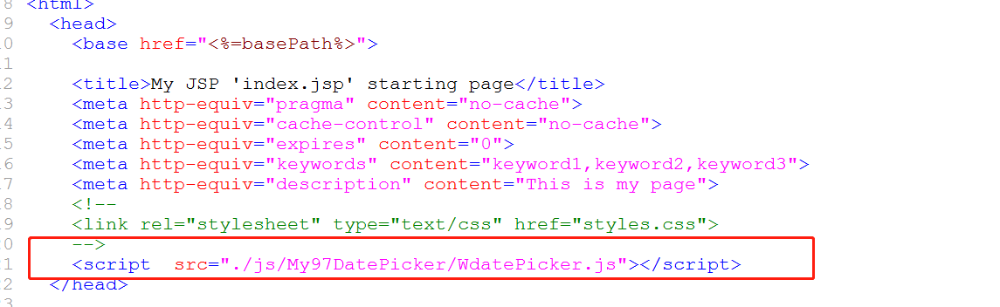 8 <html>
9 <head>
0 <base href="<%=basePath%>">
1
2 <title>My JSP 'index.jsp' starting page</title>
3 <meta http-equiv="pragma" content="no-cache">
4 <meta http-equiv="cache-control" content="no-cache">
5 <meta http-equiv="expires" content="0">
6 <meta http-equiv="keywords" content="keyword1,keyword2,keyword3">
7 <meta http-equiv="description" content="This is my page">
8 <!--
9 <link rel="stylesheet" type="text/css" href="styles.css">
0 -->
1 <script  src="./js/My97DatePicker/WdatePicker.js"></script>
2 </head>
3